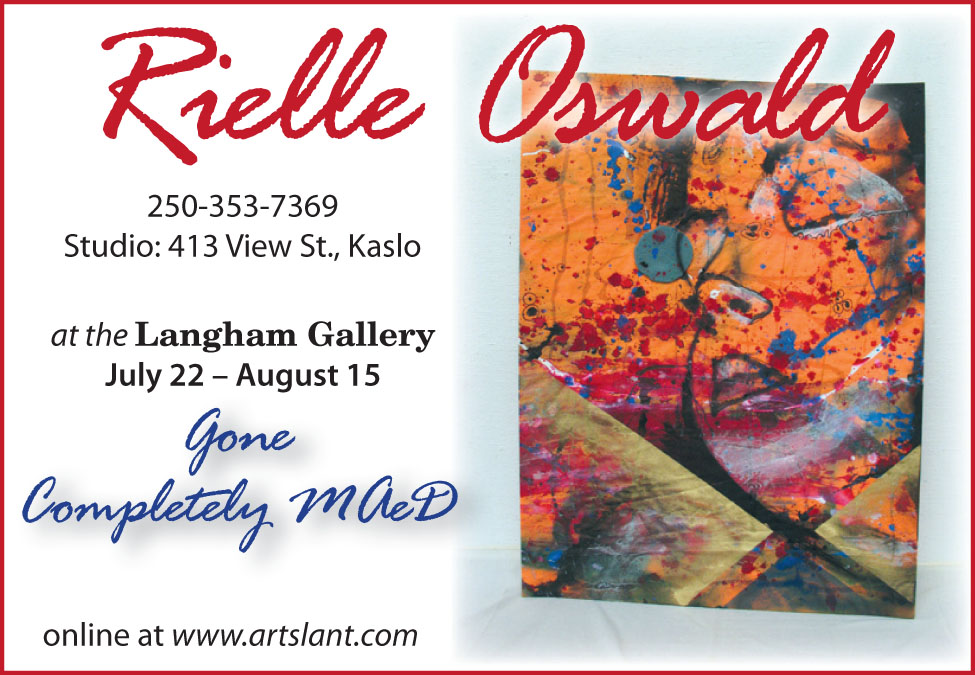 Rielle Oswald
250-353-7369
Studio: 413 View St., Kaslo
at the Langham Gallery
July 22 – August 15
Gone
Completely MAeD
online at www.artslant.com